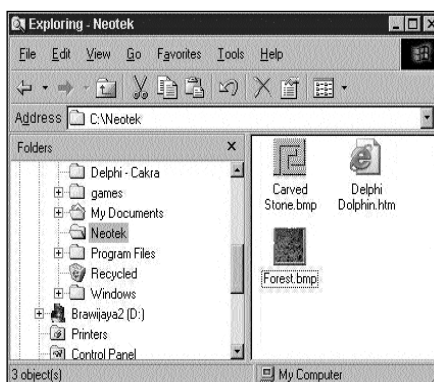 Exploring - Neotek
File Edit View Go Favorites Tools Help
Address C:\Neotek
Folders x
Delphi - Cakra
games
My Documents
Neotek
Program Files
Recycled
Windows
Brawijaya2 (D:)
Printers
Control Panel
Carved
Stone.bmp
Delphi
Dolphin.htm
Forest.bmp
3 object(s) My Computer